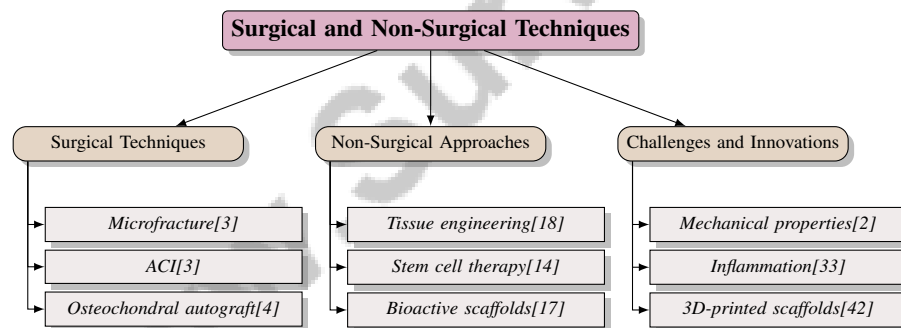 Surgical and Non-Surgical Techniques
Surgical Techniques
Non-Surgical Approaches
Challenges and Innovations
Microfracture[3]
Tissue engineering[18]
Mechanical properties[2]
ACI[3]
Stem cell therapy[14]
Inflammation[33]
Osteochondral autograft[4]
Bioactive scaffolds[17]
3D-printed scaffolds[42]